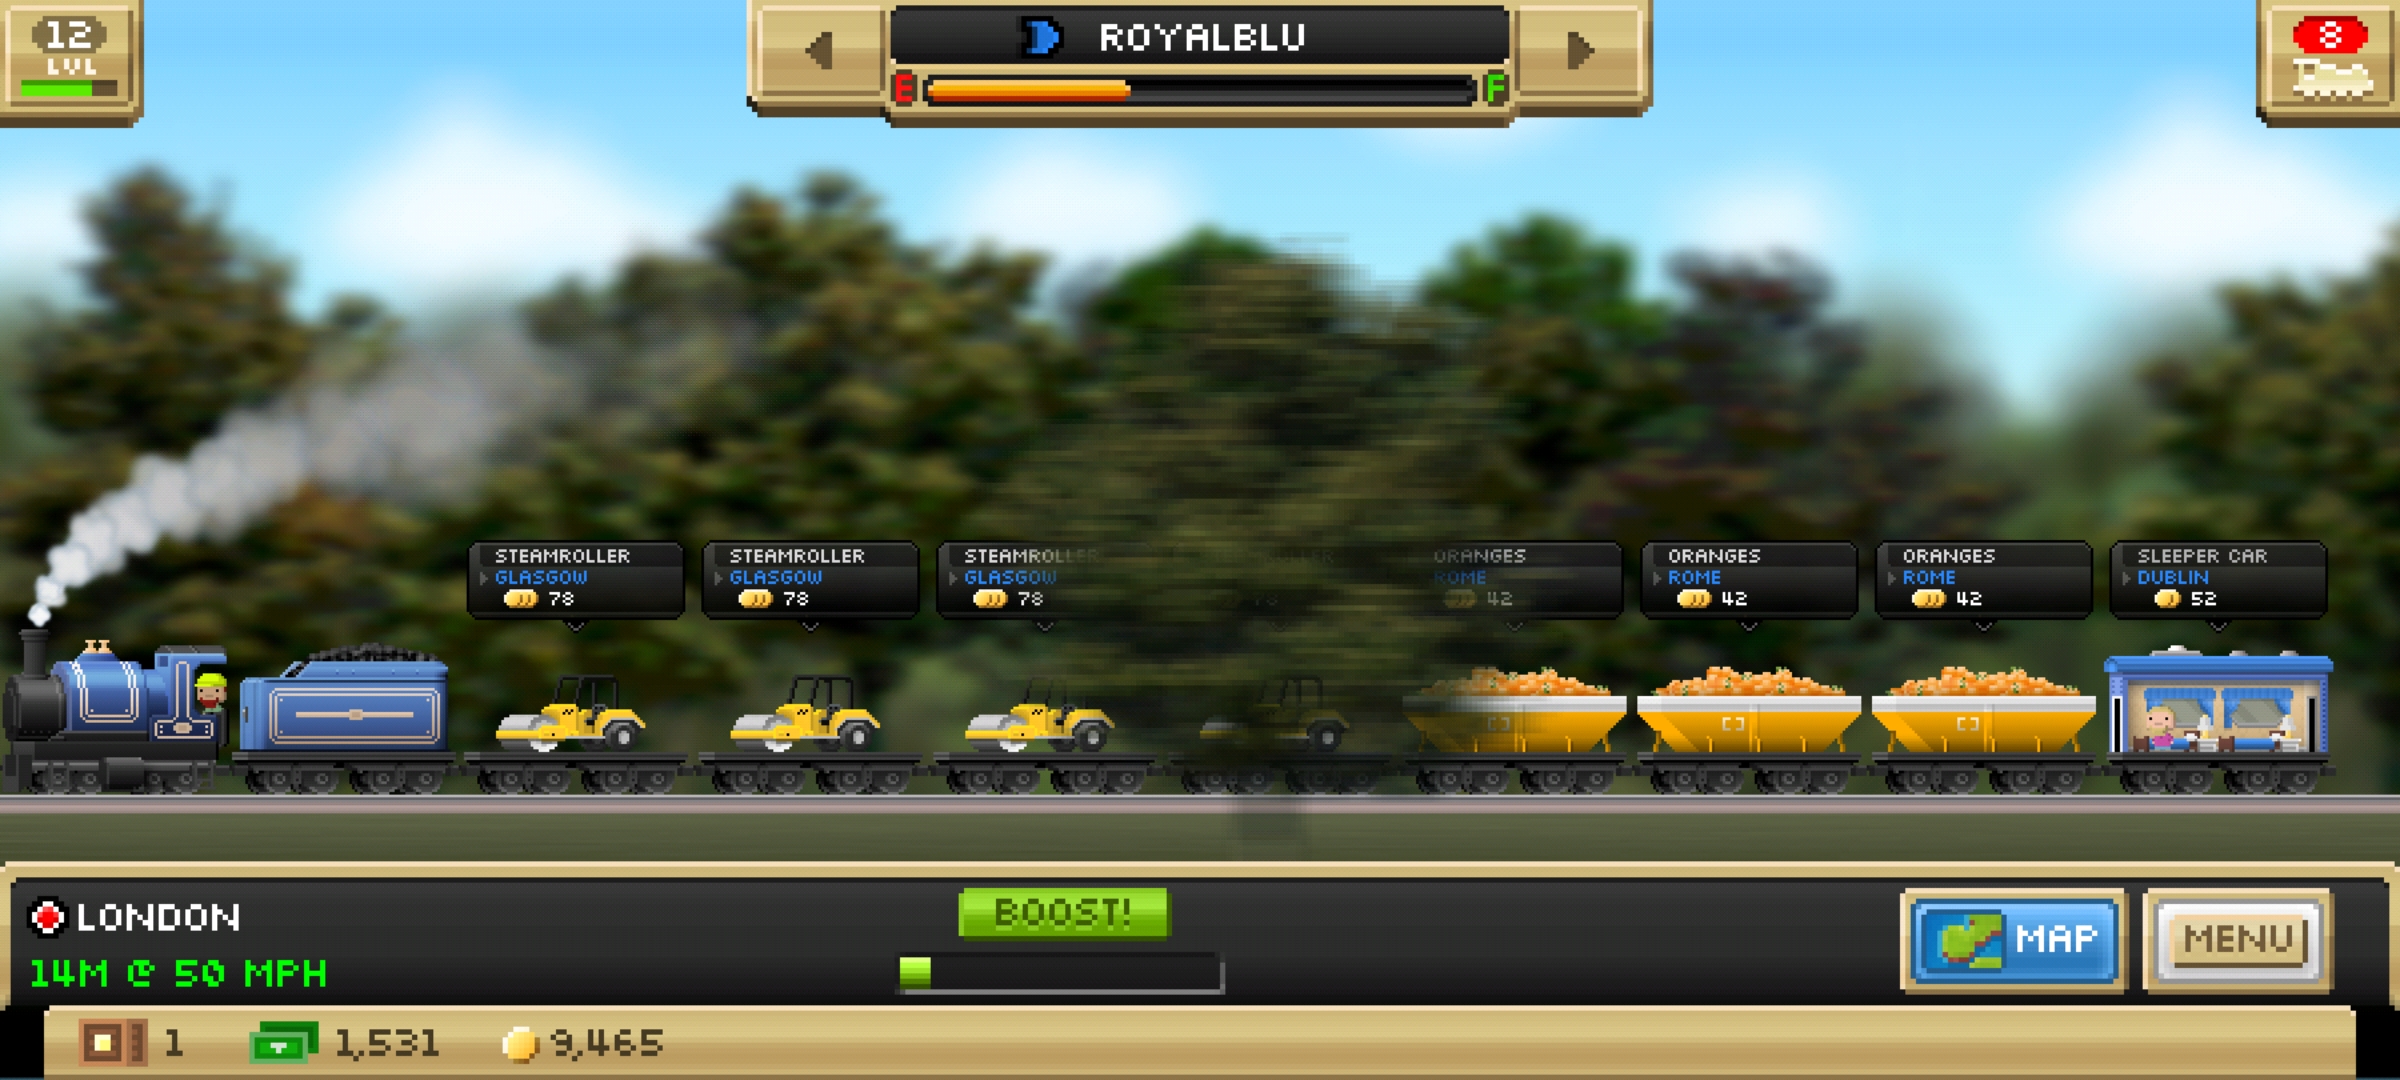 12
LVL
ROYALBLU
E F
8
STEAMROLLER
GLASGOW
78
STEAMROLLER
GLASGOW
78
STEAMROLLER
GLASGOW
78
78
ORANGES
ROME
42
ORANGES
ROME
42
ORANGES
ROME
42
SLEEPER CAR
DUBLIN
52
LONDON
14M @ 50 MPH
BOOST!
MAP
MENU
1
1,531
9,465